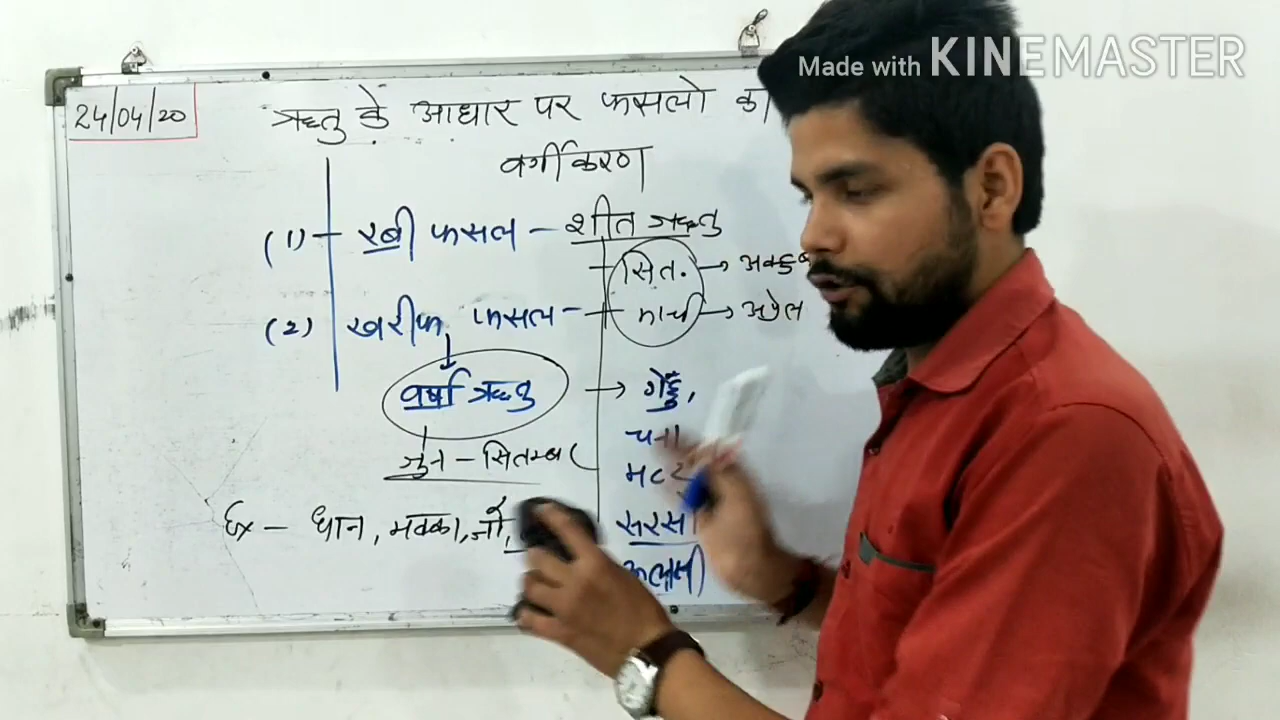 Made with KINEMASTER
24/04/20
ऋतु के आधार पर फसलो का
वर्गीकरण
(1) रबी फसल - शीत ऋतु
सित. → अक्टुब
(2) खरीफ फसल - मार्च → अप्रेल
वर्षा ऋतु → गेहुँ,
चना
जुन - सितम्बर
मटर
Ex - धान, मक्का, जौ,
सरसों